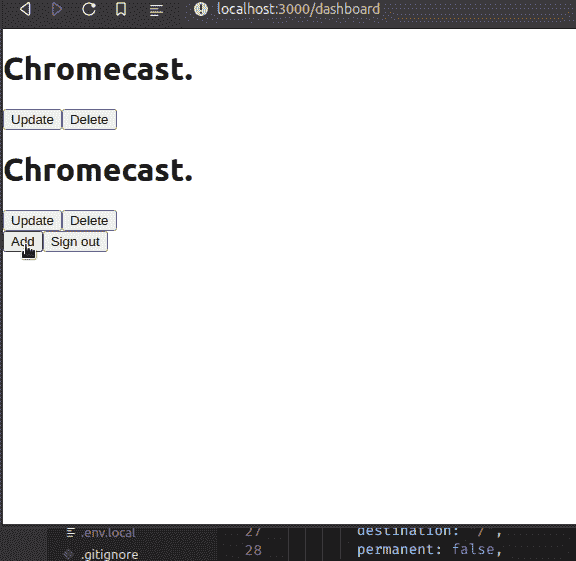 localhost:3000/dashboard
Chromecast.
Update Delete
Chromecast.
Update Delete
Add Sign out
.env.local 27 destination: "/",
.gitignore 28 permanent: false,